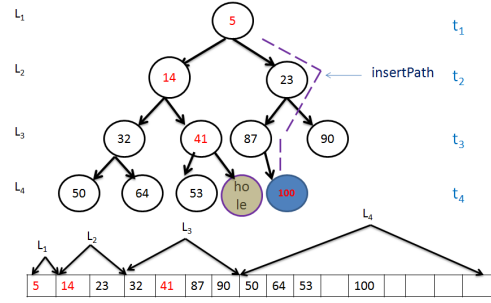 L1 5 t1
L2 14 23 insertPath t2
L3 32 41 87 90 t3
L4 50 64 53 ho 100 t4
le
L1 L2 L3 L4
5 14 23 32 41 87 90 50 64 53 100